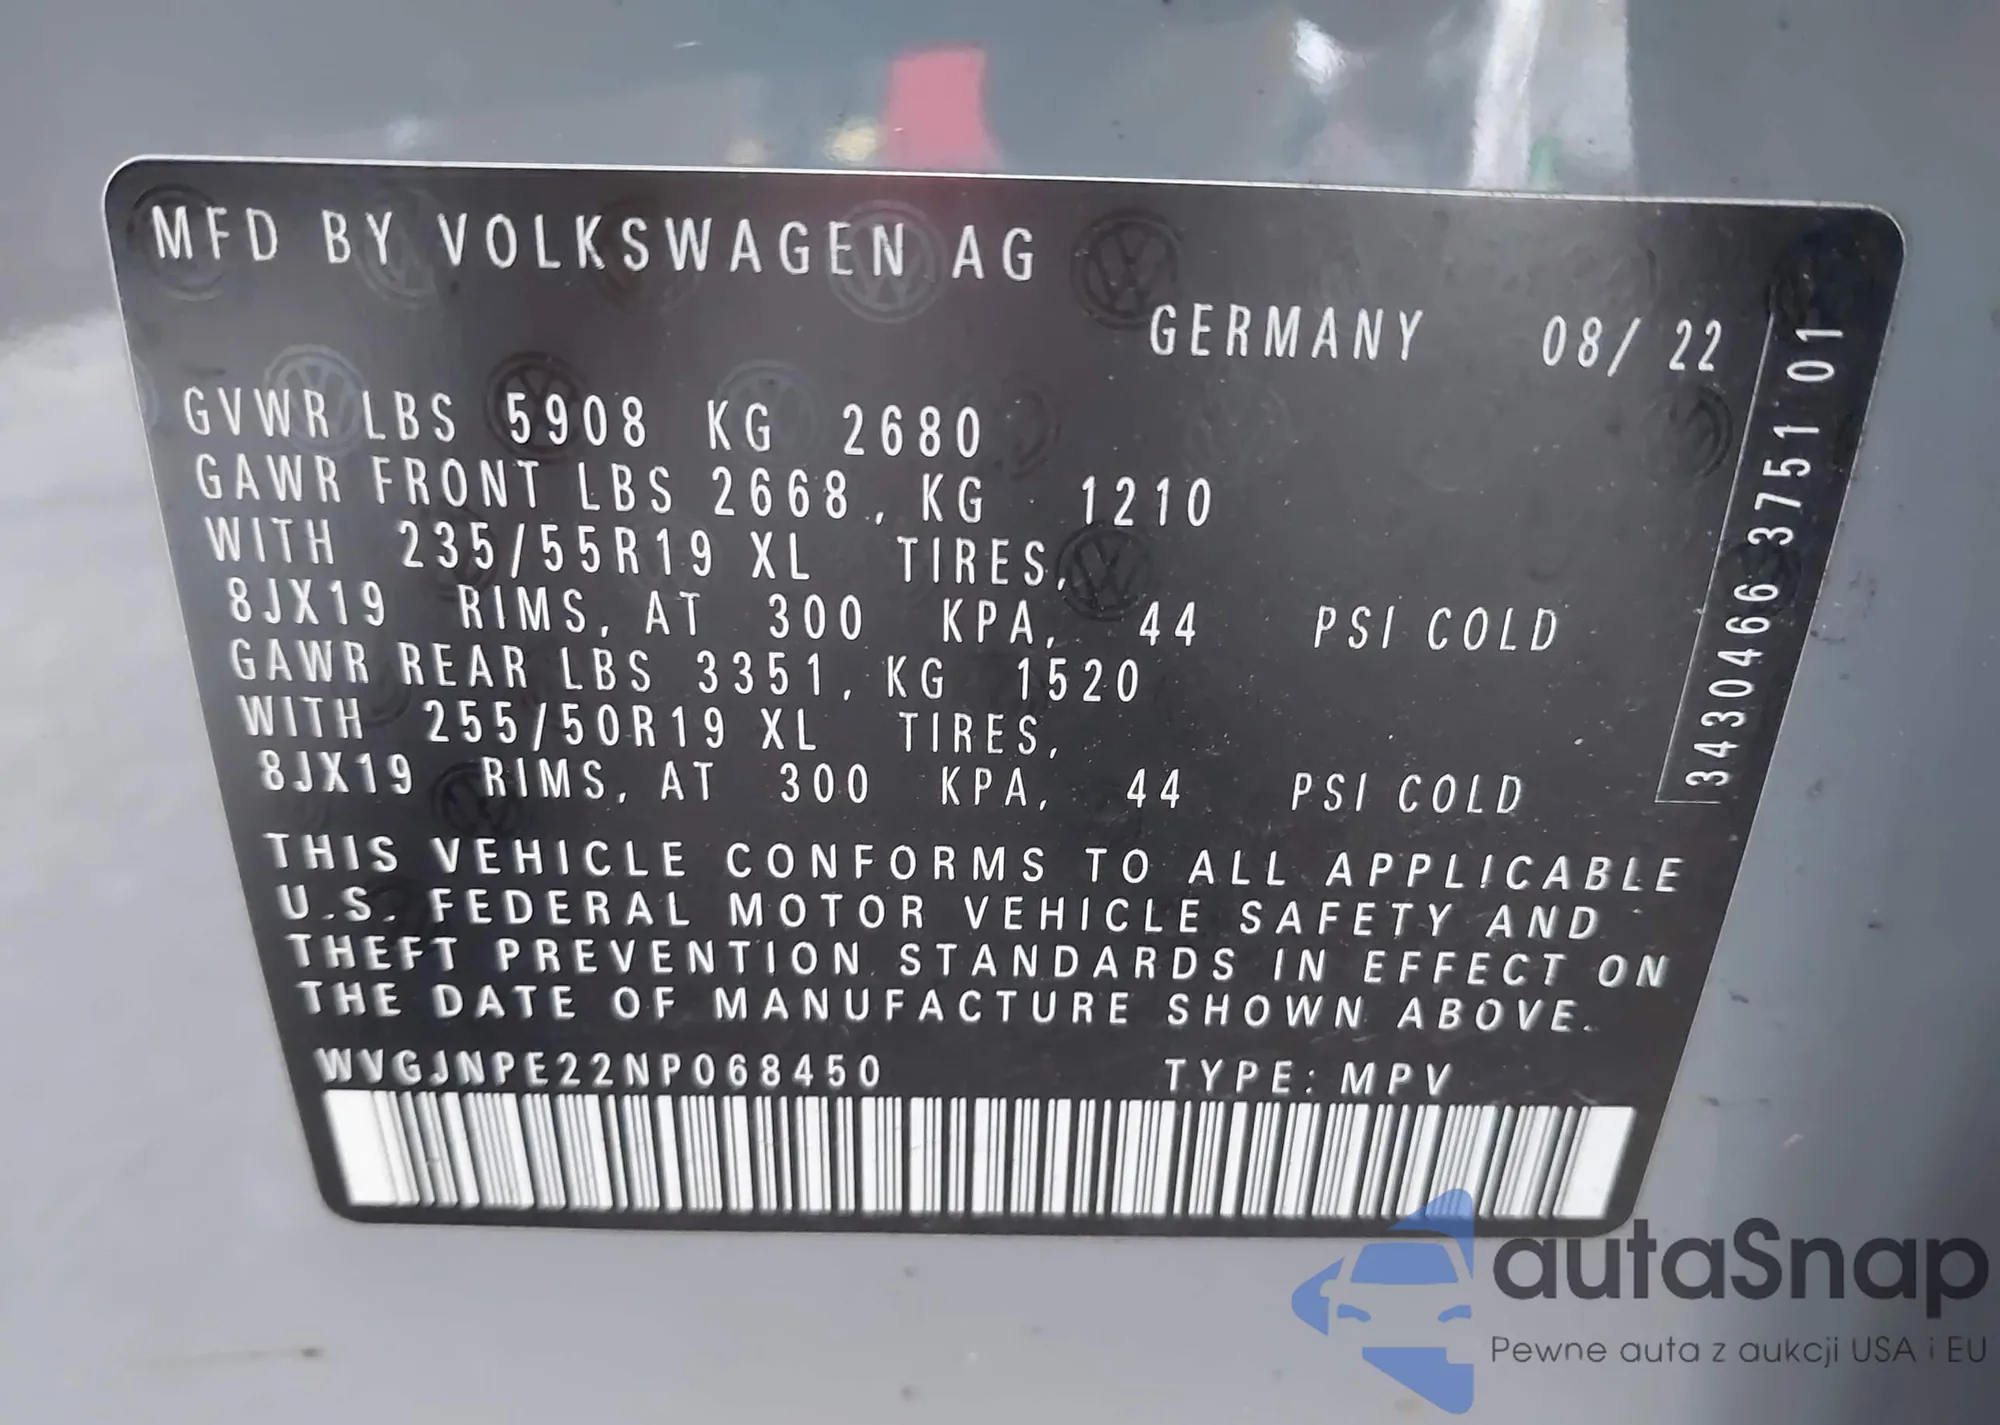 MFD BY VOLKSWAGEN AG
GERMANY 08/ 22
GVWR LBS 5908 KG 2680
GAWR FRONT LBS 2668, KG 1210
WITH 235/55R19 XL TIRES,
8JX19 RIMS, AT 300 KPA, 44 PSI COLD
GAWR REAR LBS 3351, KG 1520
WITH 255/50R19 XL TIRES,
8JX19 RIMS, AT 300 KPA, 44 PSI COLD
THIS VEHICLE CONFORMS TO ALL APPLICABLE
U.S. FEDERAL MOTOR VEHICLE SAFETY AND
THEFT PREVENTION STANDARDS IN EFFECT ON
THE DATE OF MANUFACTURE SHOWN ABOVE.
WVGJNPE22NP068450 TYPE: MPV
3430466 3751 01
autaSnap
Pewne auta z aukcji USA i EU